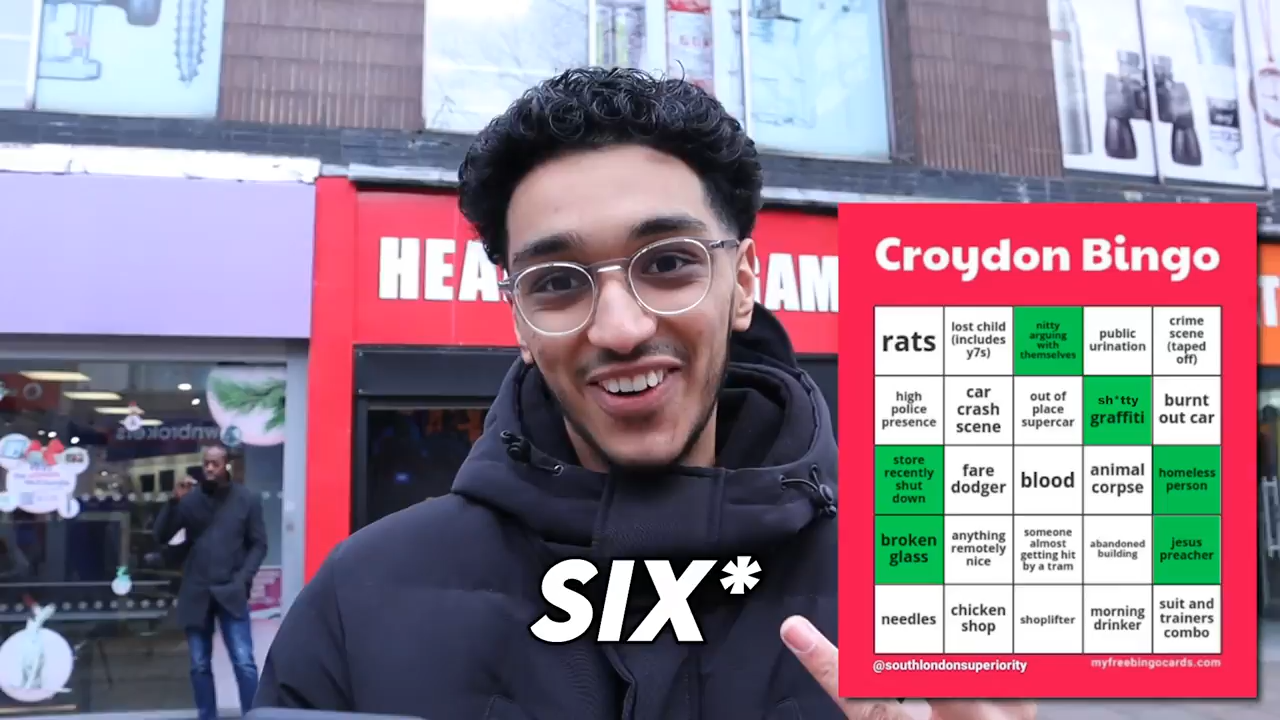 HEA
GAM
Croydon Bingo
rats
lost child
(includes
y7s)
nitty
arguing
with
themselves
public
urination
crime
scene
(taped
off)
high
police
presence
car
crash
scene
out of
place
supercar
sh*tty
graffiti
burnt
out car
store
recently
shut
down
fare
dodger
blood
animal
corpse
homeless
person
broken
glass
anything
remotely
nice
someone
almost
getting hit
by a tram
abandoned
building
jesus
preacher
needles
chicken
shop
shoplifter
morning
drinker
suit and
trainers
combo
@southlondonsuperiority
myfreebingocards.com
SIX*